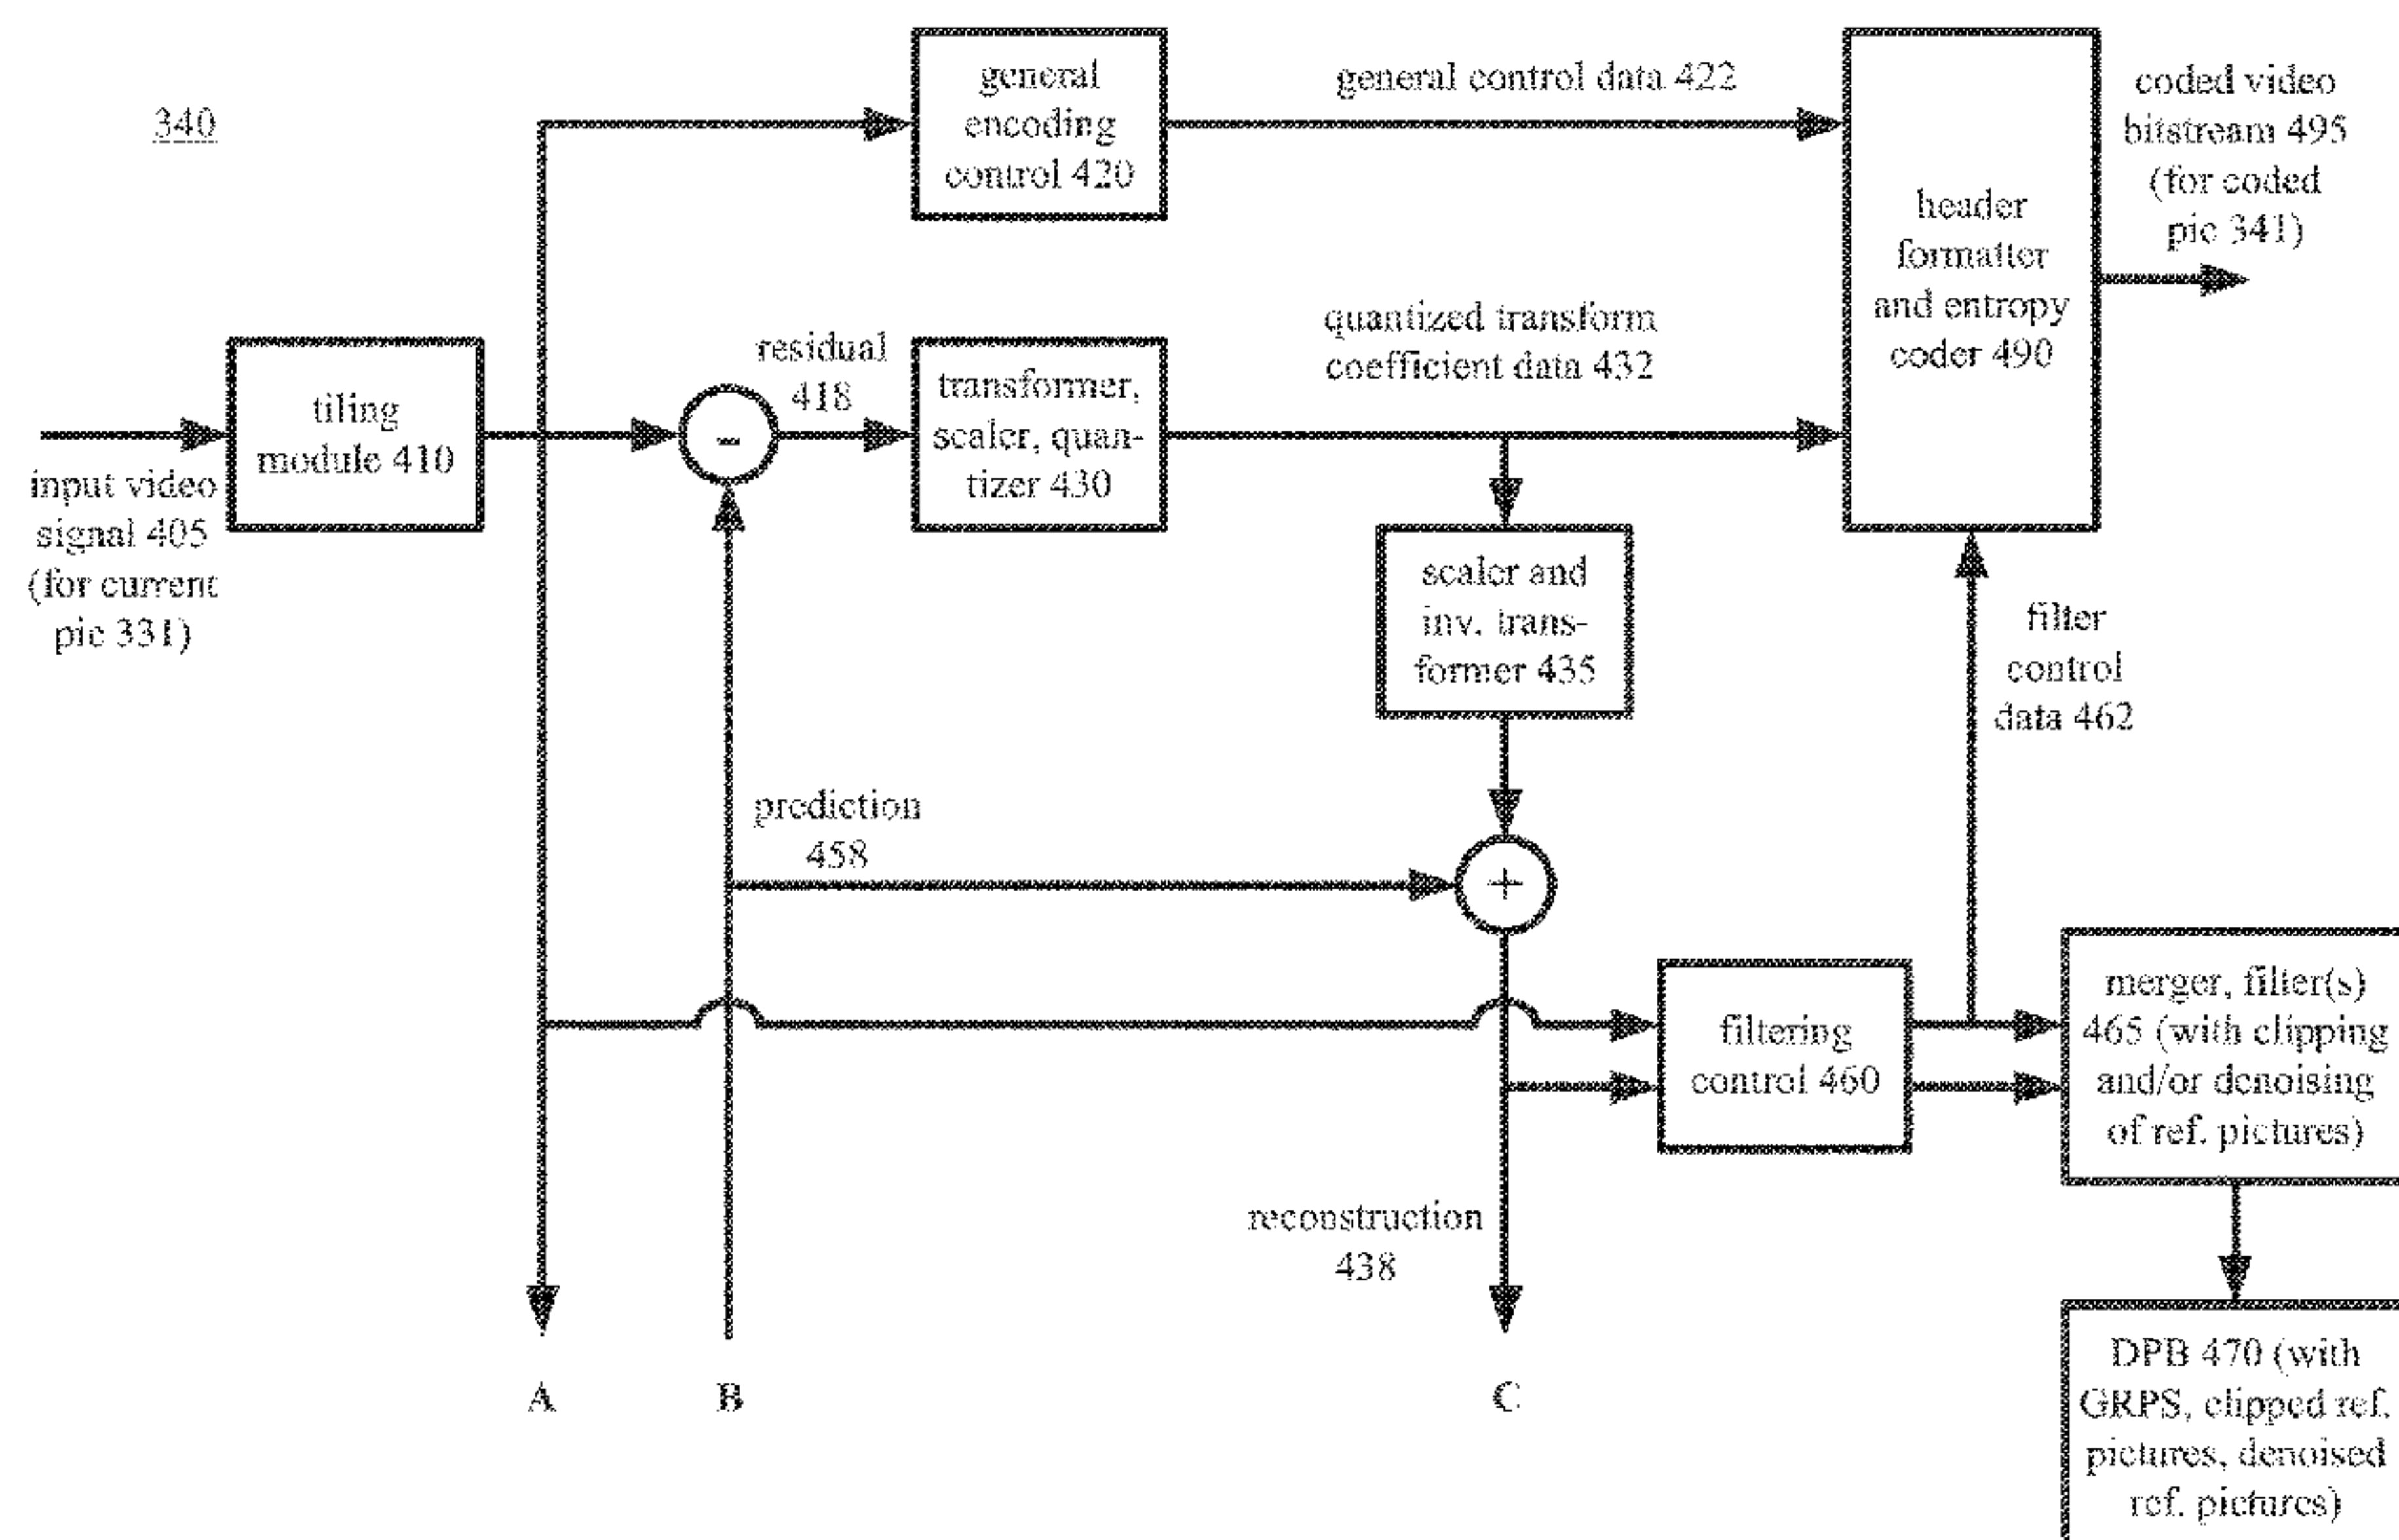 340
general
encoding
control 420
general control data 422
coded video
bitstream 495
(for coded
pic 341)
header
formatter
and entropy
coder 490
input video
signal 405
(for current
pic 331)
tiling
module 410
residual
418
-
transformer,
scaler, quan-
tizer 430
quantized transform
coefficient data 432
scaler and
inv. trans-
former 435
filter
control
data 462
prediction
458
+
filtering
control 460
merger, filter(s)
465 (with clipping
and/or denoising
of ref. pictures)
reconstruction
438
DPB 470 (with
GRPS, clipped ref.
pictures, denoised
ref. pictures)
A
B
C